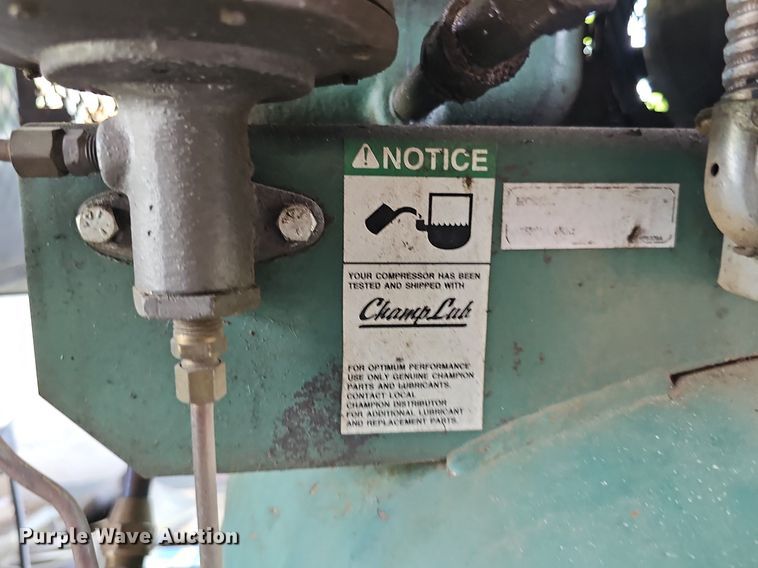 NOTICE
YOUR COMPRESSOR HAS BEEN
TESTED AND SHIPPED WITH
ChampLub
FOR OPTIMUM PERFORMANCE
USE ONLY GENUINE CHAMPION
PARTS AND LUBRICANTS.
CONTACT LOCAL
CHAMPION DISTRIBUTOR
FOR ADDITIONAL LUBRICANT
AND REPLACEMENT PARTS.
Purple Wave Auction